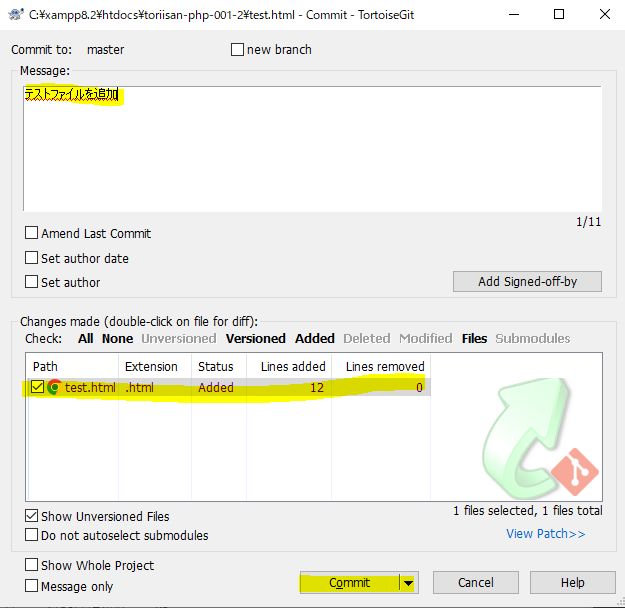 C:¥xampp8.2¥htdocs¥toriisan-php-001-2¥test.html - Commit - TortoiseGit
Commit to: master new branch
Message:
テストファイルを追加
1/11
Amend Last Commit
Set author date
Set author
Add Signed-off-by
Changes made (double-click on file for diff):
Check: All None Unversioned Versioned Added Deleted Modified Files Submodules
Path Extension Status Lines added Lines removed
test.html .html Added 12 0
1 files selected, 1 files total
Show Unversioned Files
Do not autoselect submodules
View Patch>>
Show Whole Project
Message only
Commit Cancel Help